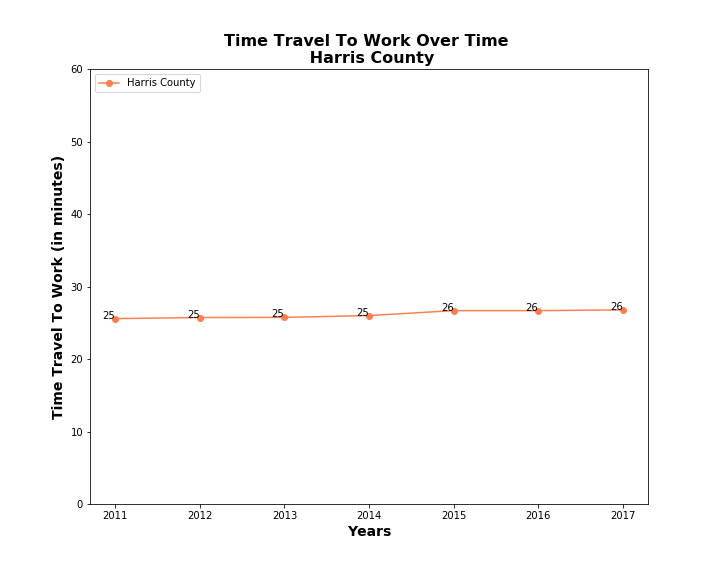 Time Travel To Work Over Time
Harris County
Harris County
Time Travel To Work (in minutes)
60
50
40
30
20
10
0
25 25 25 25 26 26 26
2011 2012 2013 2014 2015 2016 2017
Years